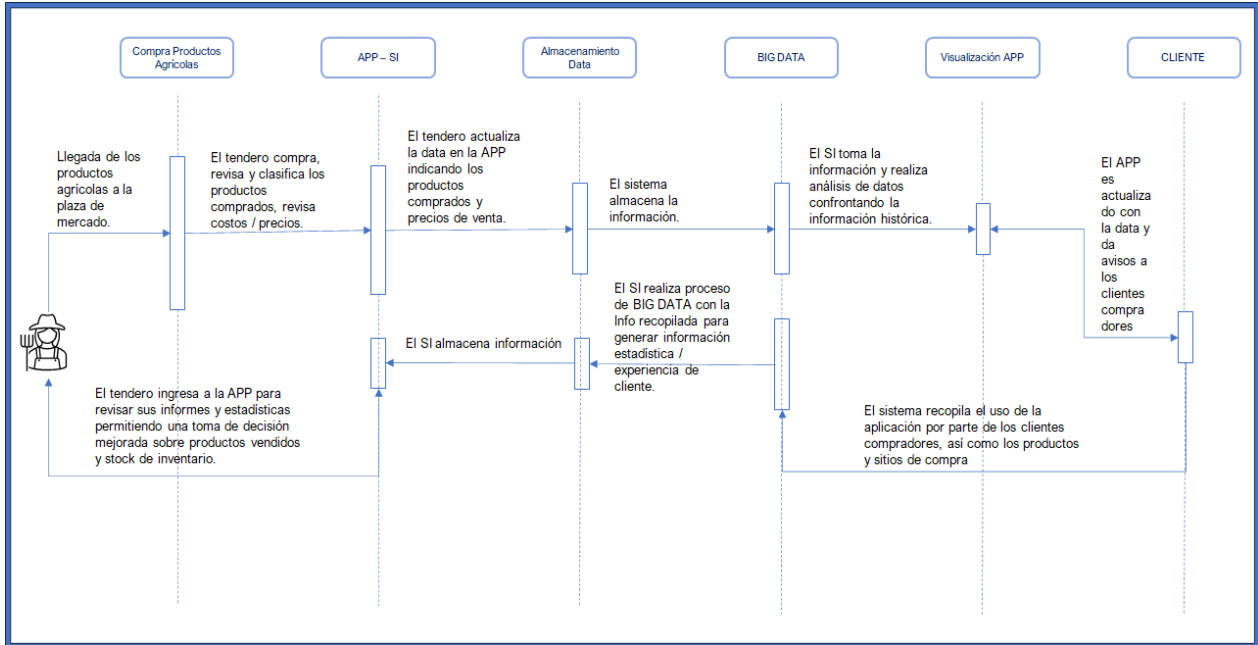 Compra Productos
Agrícolas
APP – SI
Almacenamiento
Data
BIG DATA
Visualización APP
CLIENTE
Llegada de los
productos
agrícolas a la
plaza de
mercado.
El tendero compra,
revisa y clasifica los
productos
comprados, revisa
costos / precios.
El tendero actualiza
la data en la APP
indicando los
productos
comprados y
precios de venta.
El sistema
almacena la
información.
El SI toma la
información y realiza
análisis de datos
confrontando la
información histórica.
El APP
es
actualiza
do con
la data y
da
avisos a
los
clientes
compra
dores
El SI realiza proceso
de BIG DATA con la
Info recopilada para
generar información
estadística /
experiencia de
cliente.
El SI almacena información
El tendero ingresa a la APP para
revisar sus informes y estadísticas
permitiendo una toma de decisión
mejorada sobre productos vendidos
y stock de inventario.
El sistema recopila el uso de la
aplicación por parte de los clientes
compradores, así como los productos
y sitios de compra